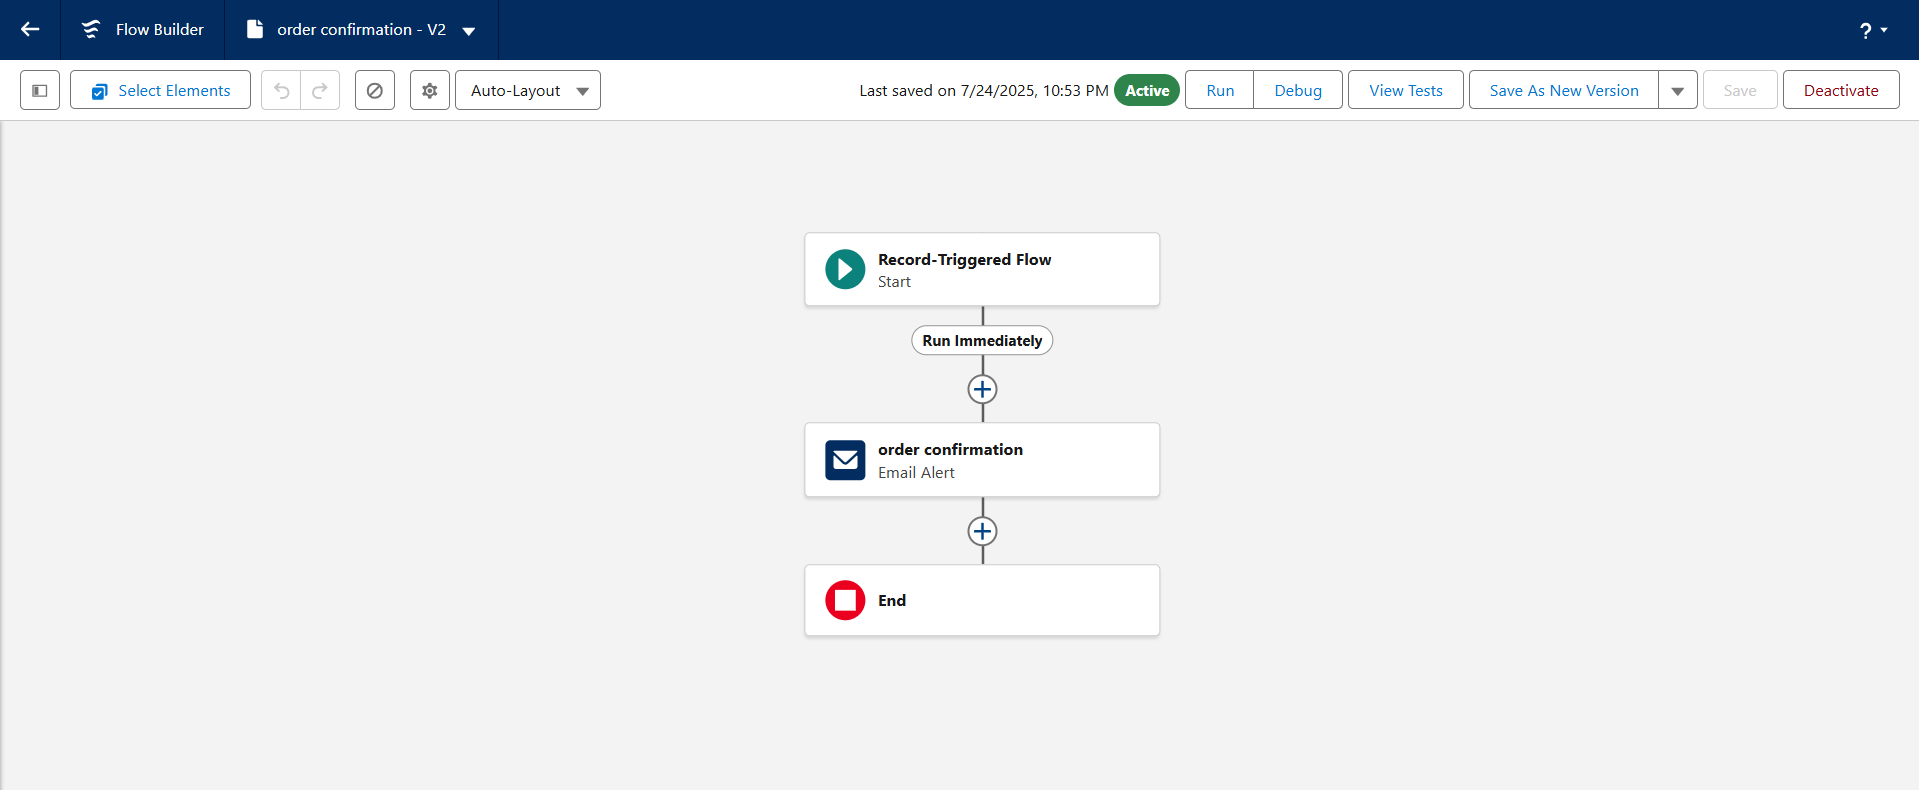 Flow Builder
order confirmation - V2
?
Select Elements
Auto-Layout
Last saved on 7/24/2025, 10:53 PM
Active
Run
Debug
View Tests
Save As New Version
Save
Deactivate
Record-Triggered Flow
Start
Run Immediately
order confirmation
Email Alert
End